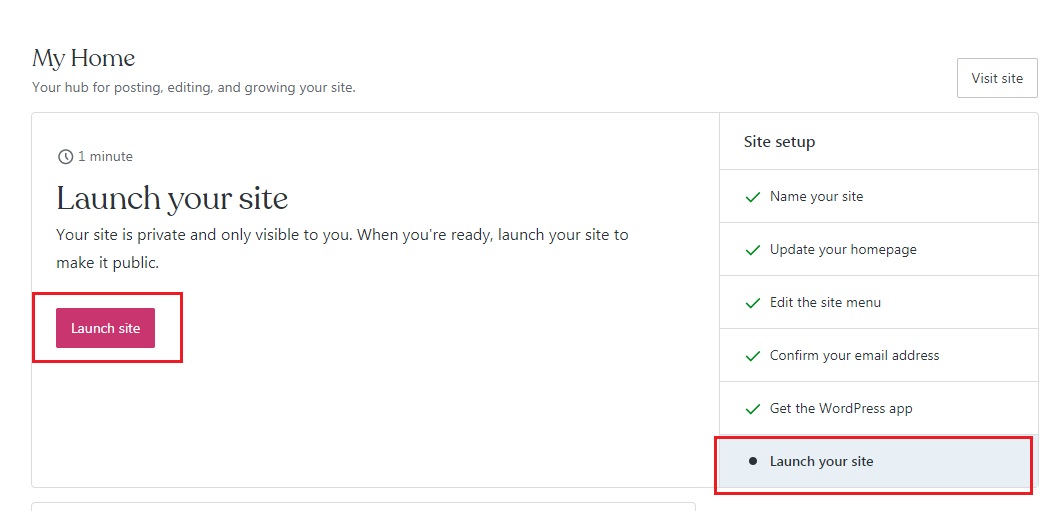 My Home
Your hub for posting, editing, and growing your site.
Visit site
1 minute
Launch your site
Your site is private and only visible to you. When you're ready, launch your site to
make it public.
Launch site
Site setup
Name your site
Update your homepage
Edit the site menu
Confirm your email address
Get the WordPress app
Launch your site